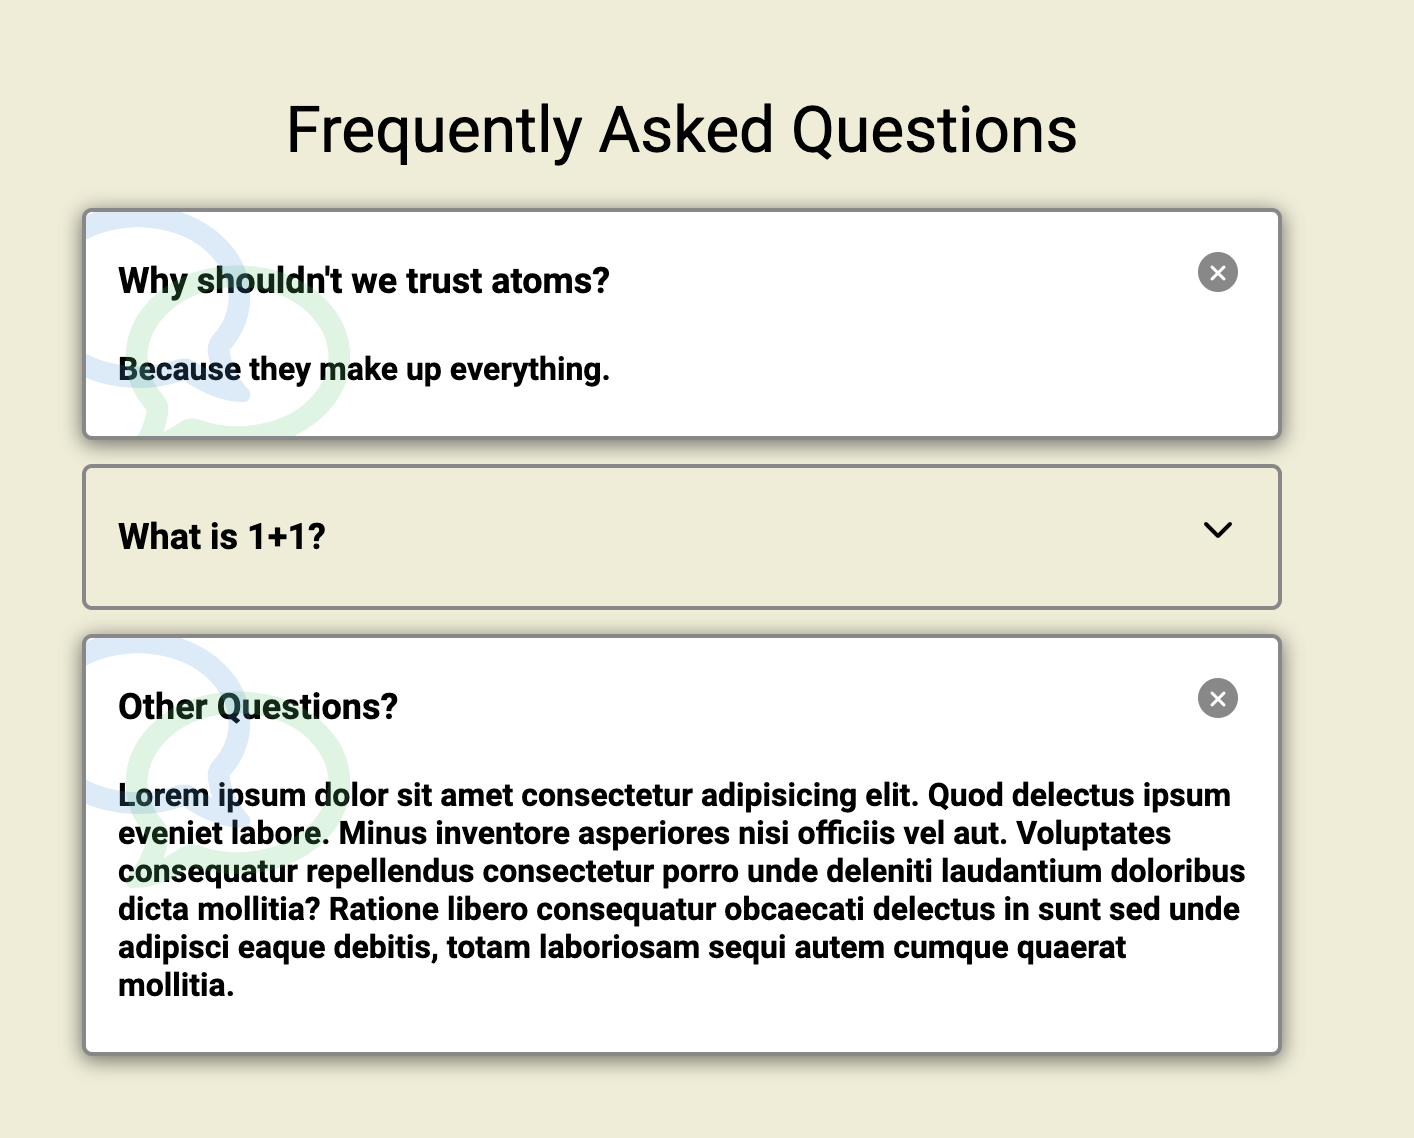 Frequently Asked Questions
Why shouldn't we trust atoms?
Because they make up everything.
What is 1+1?
Other Questions?
Lorem ipsum dolor sit amet consectetur adipisicing elit. Quod delectus ipsum
eveniet labore. Minus inventore asperiores nisi officiis vel aut. Voluptates
consequatur repellendus consectetur porro unde deleniti laudantium doloribus
dicta mollitia? Ratione libero consequatur obcaecati delectus in sunt sed unde
adipisci eaque debitis, totam laboriosam sequi autem cumque quaerat
mollitia.